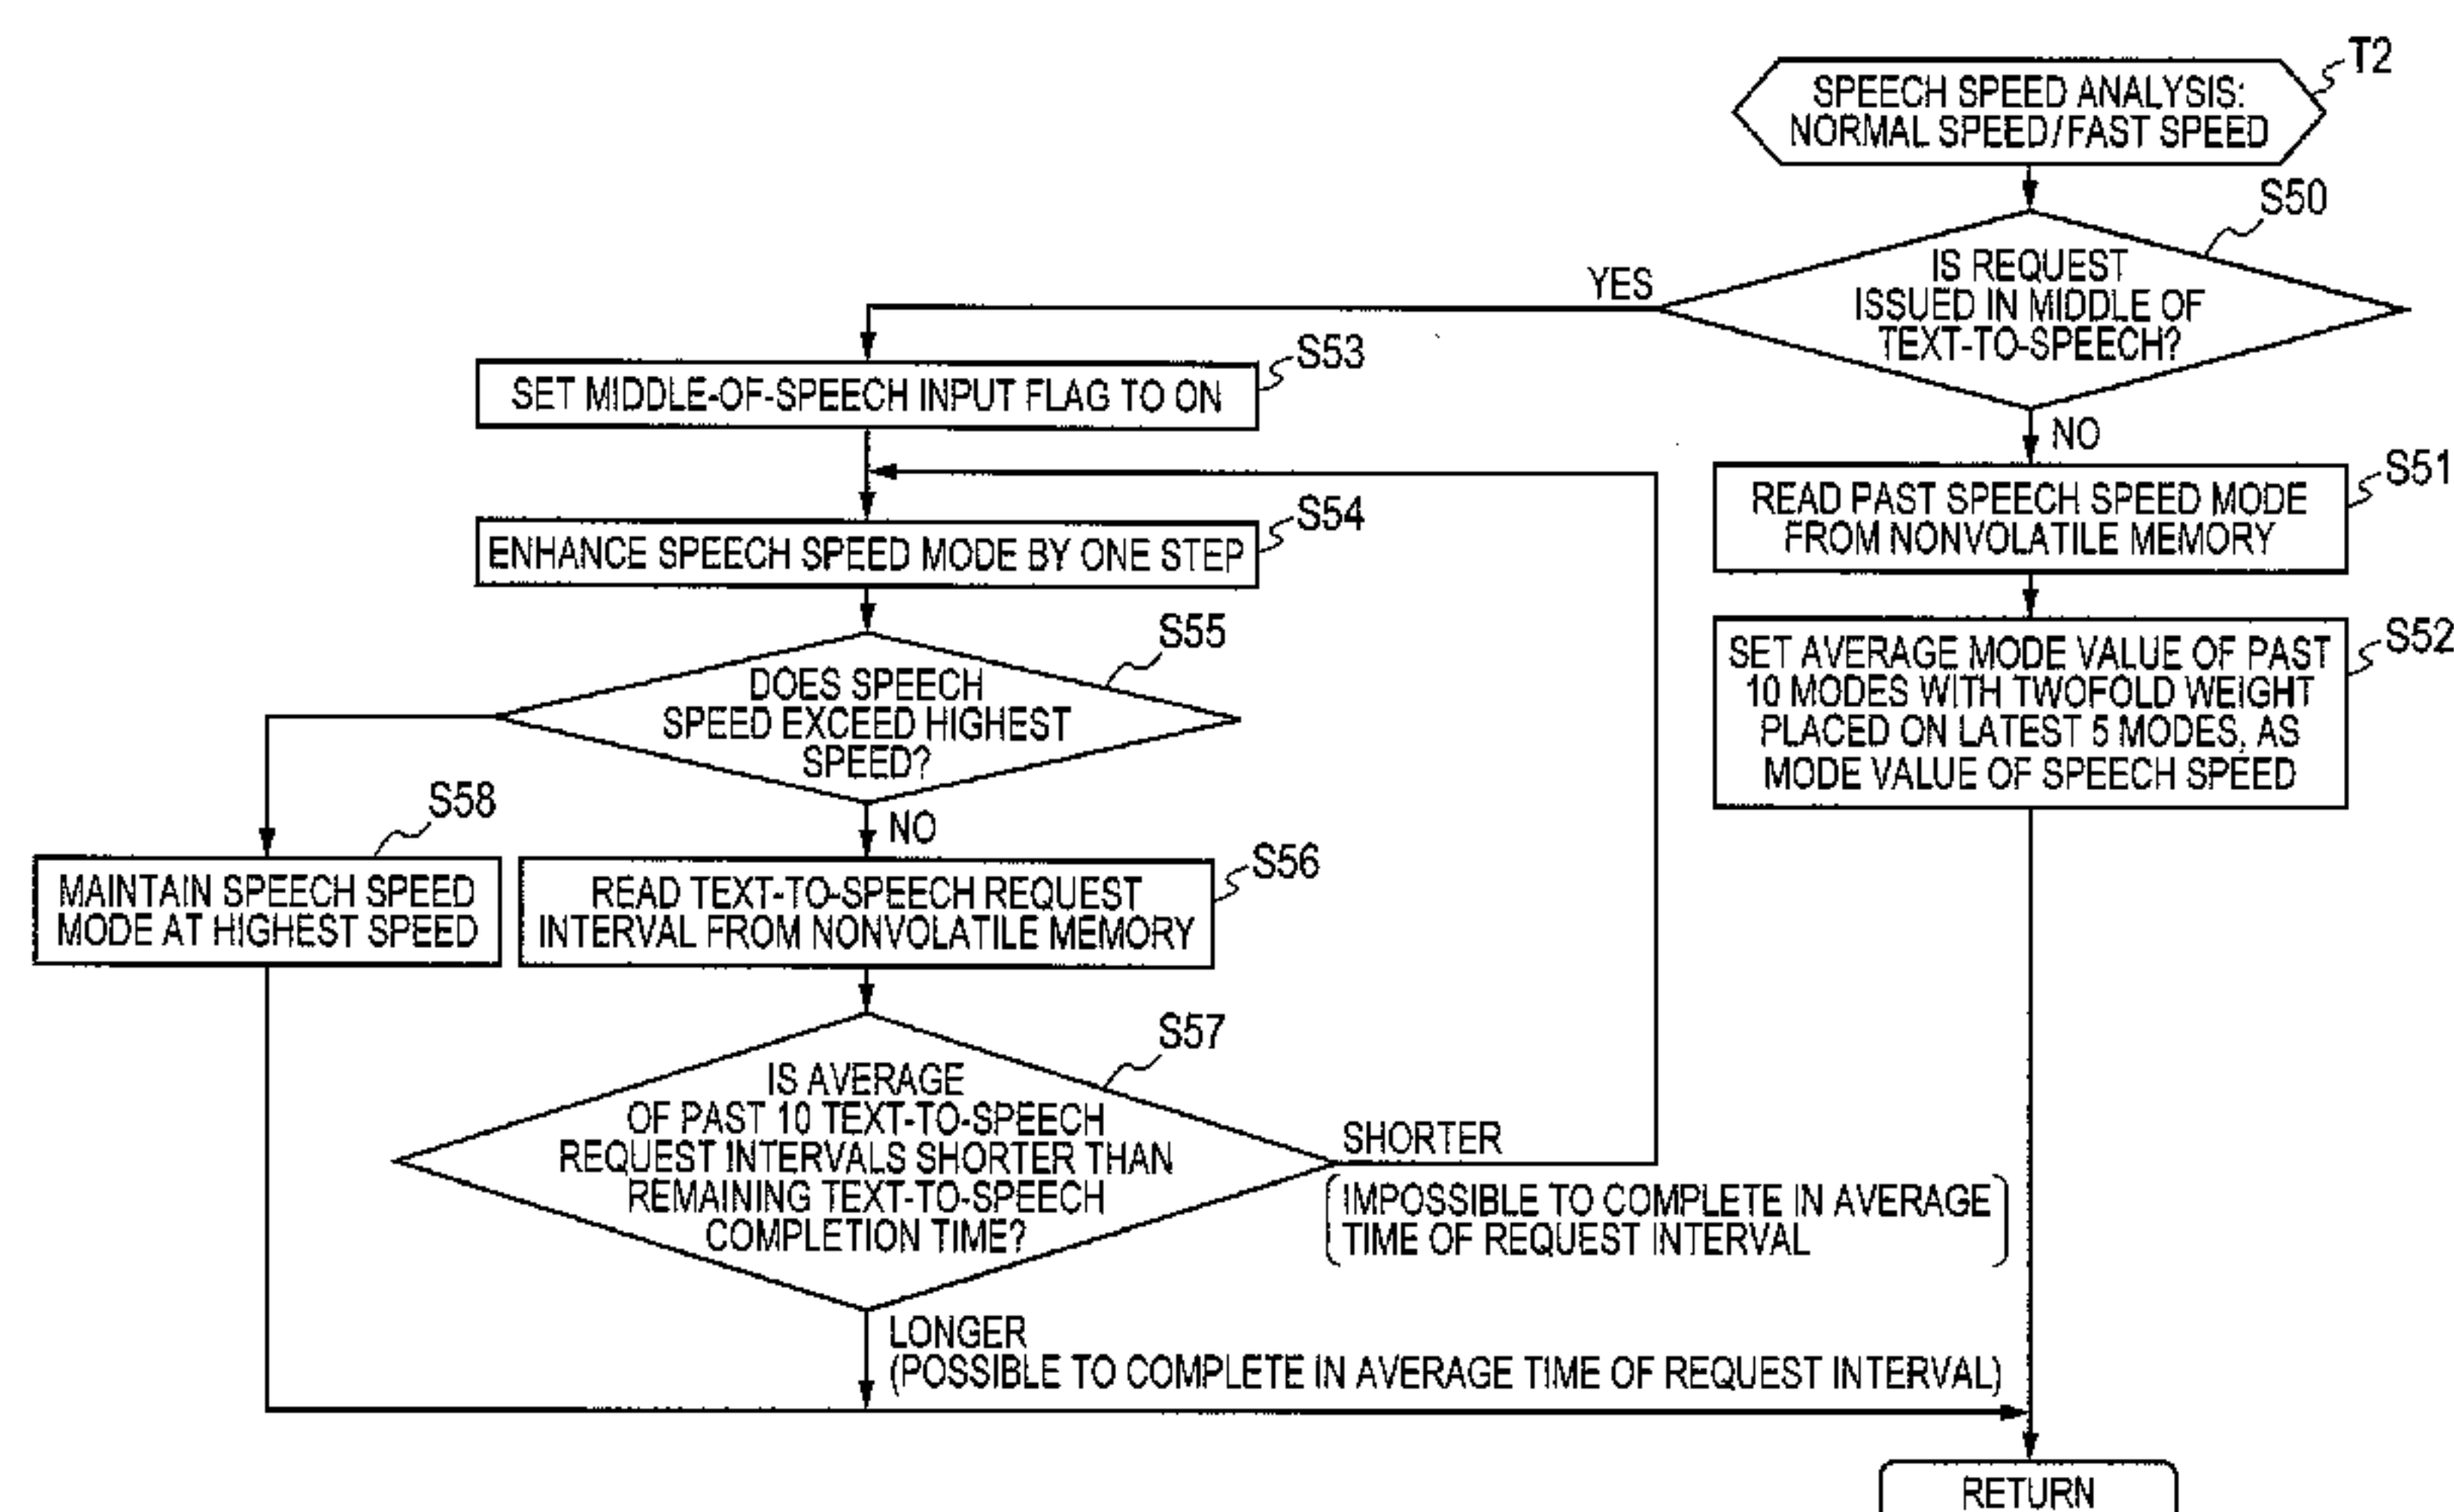 T2
SPEECH SPEED ANALYSIS:
NORMAL SPEED/FAST SPEED
S50
IS REQUEST
ISSUED IN MIDDLE OF
TEXT-TO-SPEECH?
YES
NO
S53
SET MIDDLE-OF-SPEECH INPUT FLAG TO ON
S51
READ PAST SPEECH SPEED MODE
FROM NONVOLATILE MEMORY
S54
ENHANCE SPEECH SPEED MODE BY ONE STEP
S52
SET AVERAGE MODE VALUE OF PAST
10 MODES WITH TWOFOLD WEIGHT
PLACED ON LATEST 5 MODES, AS
MODE VALUE OF SPEECH SPEED
S55
DOES SPEECH
SPEED EXCEED HIGHEST
SPEED?
NO
S58
MAINTAIN SPEECH SPEED
MODE AT HIGHEST SPEED
S56
READ TEXT-TO-SPEECH REQUEST
INTERVAL FROM NONVOLATILE MEMORY
S57
IS AVERAGE
OF PAST 10 TEXT-TO-SPEECH
REQUEST INTERVALS SHORTER THAN
REMAINING TEXT-TO-SPEECH
COMPLETION TIME?
SHORTER
(IMPOSSIBLE TO COMPLETE IN AVERAGE
TIME OF REQUEST INTERVAL)
LONGER
(POSSIBLE TO COMPLETE IN AVERAGE TIME OF REQUEST INTERVAL)
RETURN